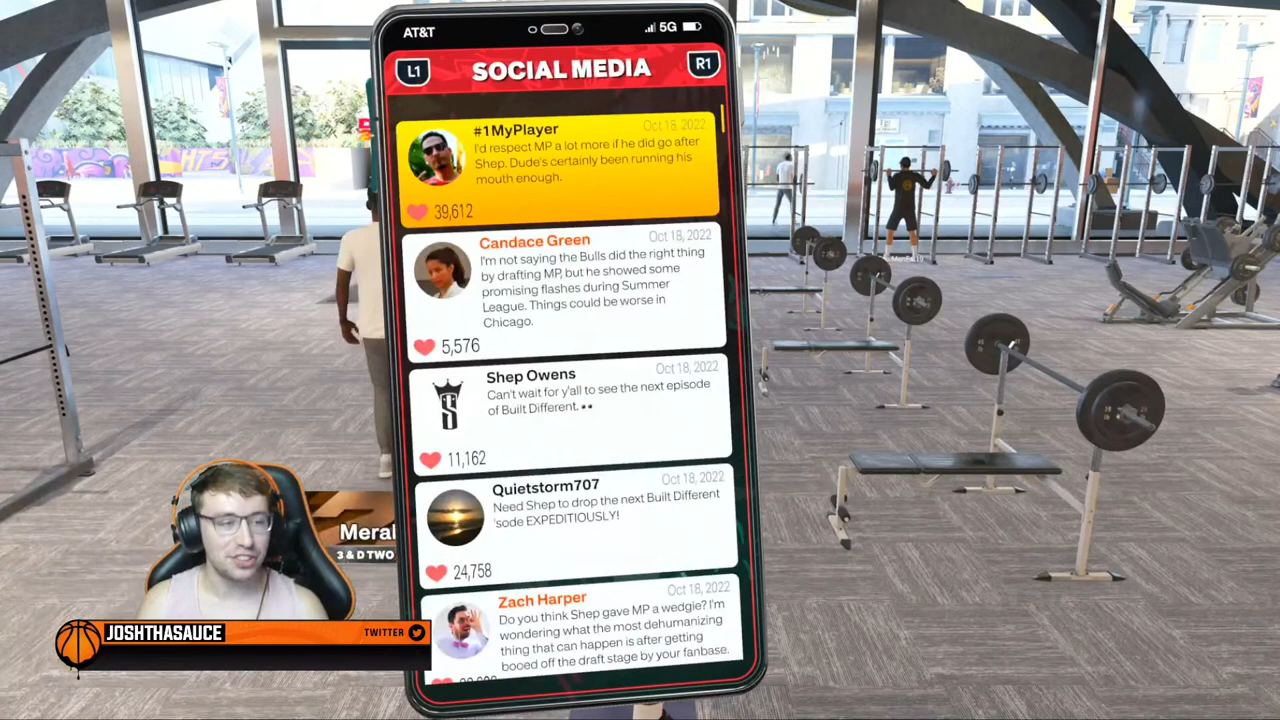 AT&T
5G
L1
SOCIAL MEDIA
R1
#1MyPlayer
Oct 18, 2022
I'd respect MP a lot more if he did go after
Shep. Dude's certainly been running his
mouth enough.
39,612
Candace Green
Oct 18, 2022
I'm not saying the Bulls did the right thing
by drafting MP, but he showed some
promising flashes during Summer
League. Things could be worse in
Chicago.
5,576
Shep Owens
Oct 18, 2022
Can't wait for y'all to see the next episode
of Built Different.
11,162
Quietstorm707
Oct 18, 2022
Need Shep to drop the next Built Different
'sode EXPEDITIOUSLY!
24,758
Zach Harper
Oct 18, 2022
Do you think Shep gave MP a wedgie? I'm
wondering what the most dehumanizing
thing that can happen is after getting
booed off the draft stage by your fanbase.
Meral
3 & D TWO
JOSHTHASAUCE
TWITTER